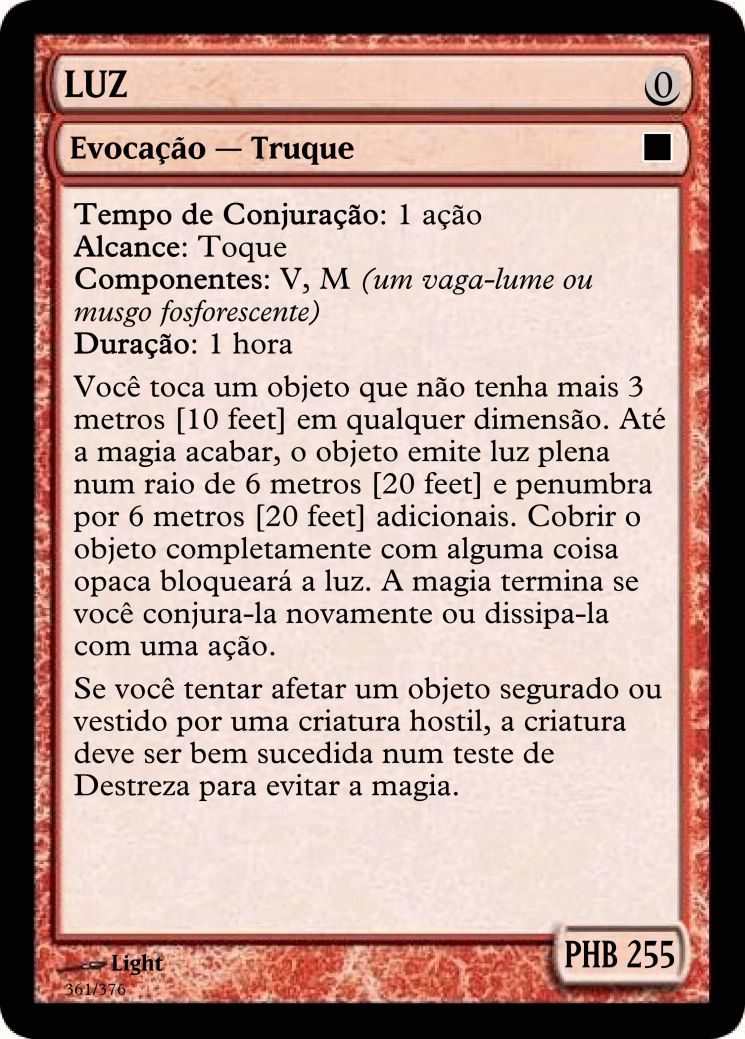 LUZ 0
Evocação — Truque
Tempo de Conjuração: 1 ação
Alcance: Toque
Componentes: V, M (um vaga-lume ou
musgo fosforescente)
Duração: 1 hora
Você toca um objeto que não tenha mais 3
metros [10 feet] em qualquer dimensão. Até
a magia acabar, o objeto emite luz plena
num raio de 6 metros [20 feet] e penumbra
por 6 metros [20 feet] adicionais. Cobrir o
objeto completamente com alguma coisa
opaca bloqueará a luz. A magia termina se
você conjura-la novamente ou dissipa-la
com uma ação.
Se você tentar afetar um objeto segurado ou
vestido por uma criatura hostil, a criatura
deve ser bem sucedida num teste de
Destreza para evitar a magia.
PHB 255
Light
361/376